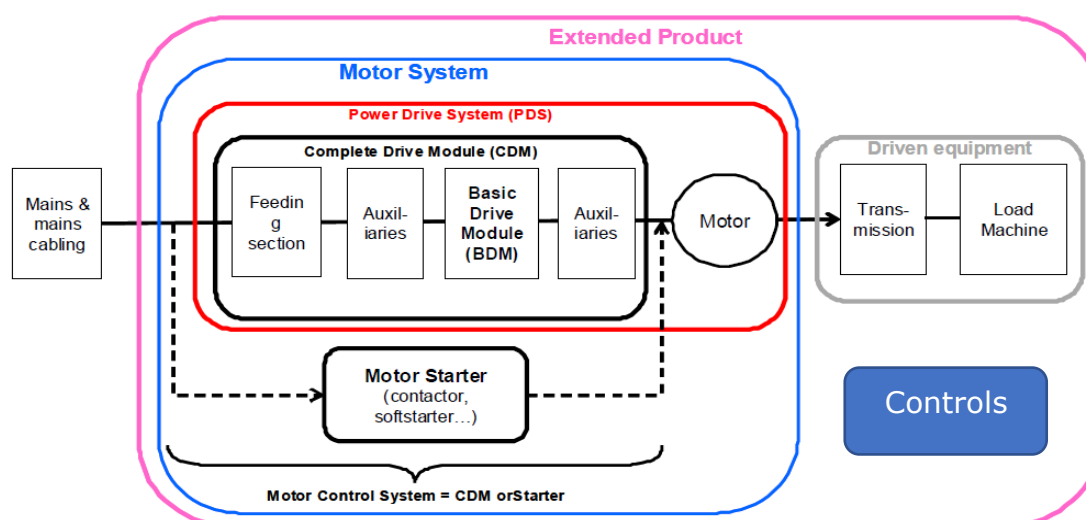 Extended Product
Motor System
Power Drive System (PDS)
Complete Drive Module (CDM)
Driven equipment
Mains &
mains
cabling
Feedin
g
section
Auxil-
iaries
Basic
Drive
Module
(BDM)
Auxil-
iaries
Motor
Trans-
mission
Load
Machine
Motor Starter
(contactor,
softstarter…)
Controls
Motor Control System = CDM orStarter